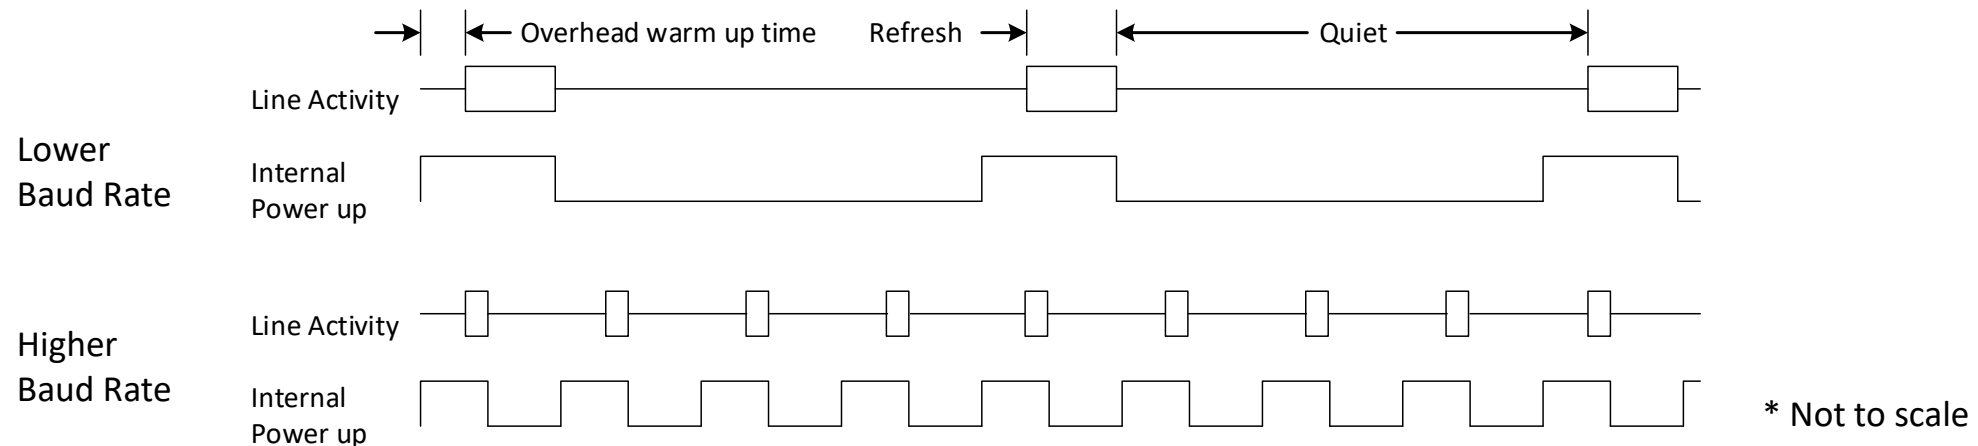 Overhead warm up time Refresh Quiet
Line Activity
Lower
Baud Rate
Internal
Power up
Line Activity
Higher
Baud Rate
Internal
Power up
* Not to scale